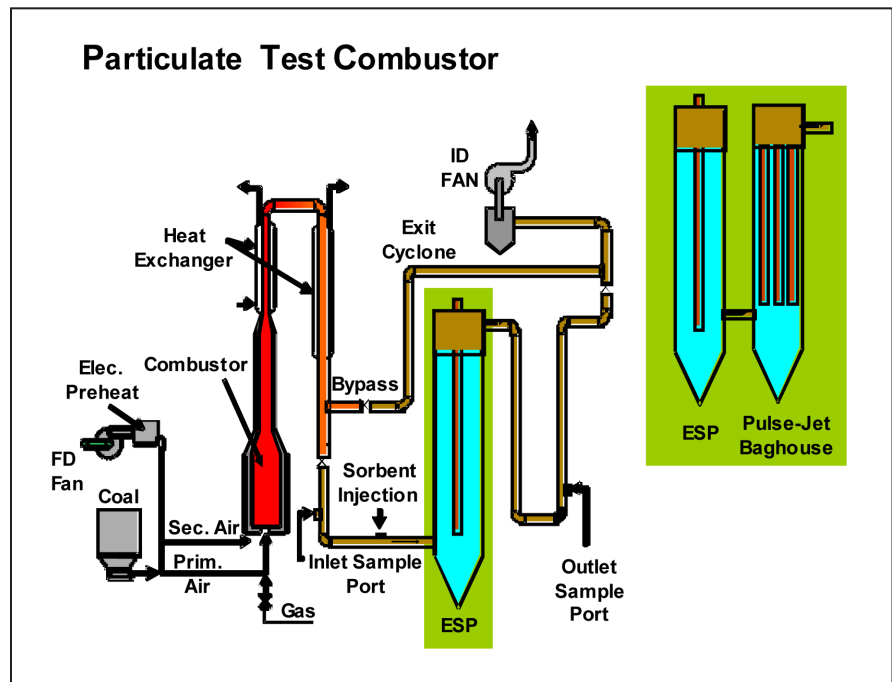 Particulate Test Combustor
ID
FAN
Exit
Cyclone
Heat
Exchanger
Elec.
Preheat
Combustor
Bypass
FD
Fan
Coal
Sorbent
Injection
Sec. Air
Prim.
Air
Inlet Sample
Port
Gas
ESP
Outlet
Sample
Port
ESP
Pulse-Jet
Baghouse